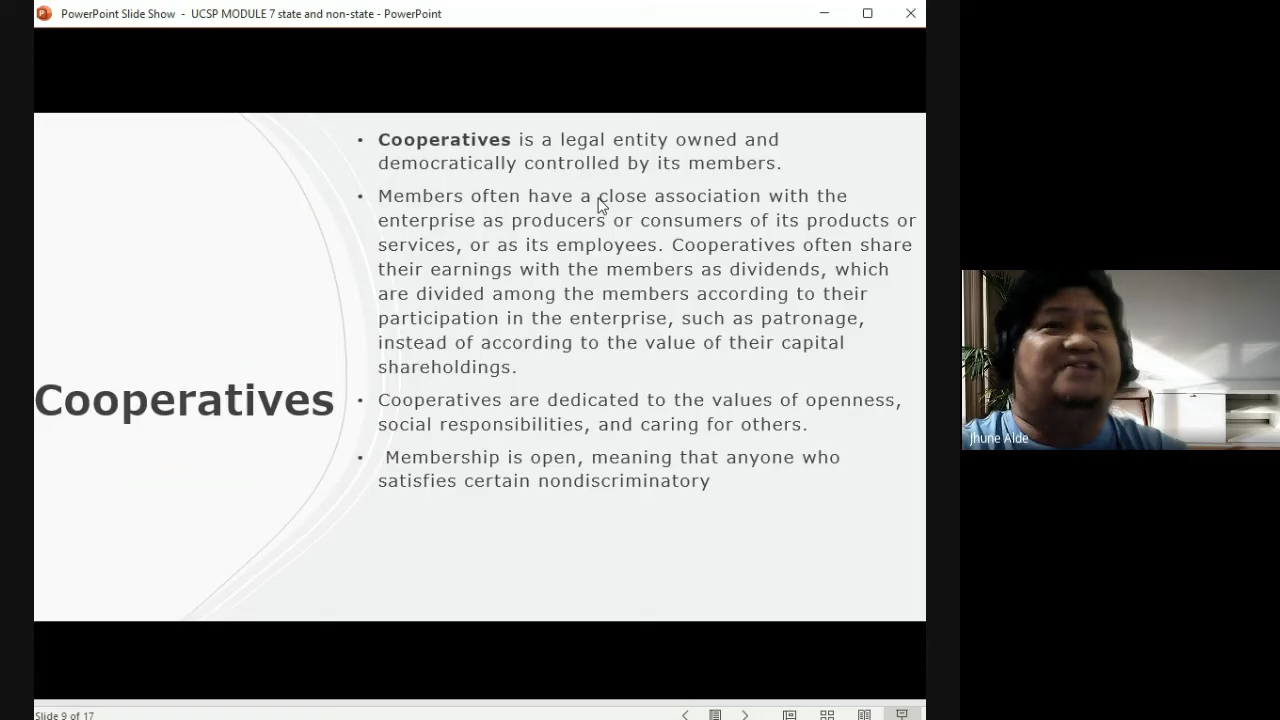 PowerPoint Slide Show - UCSP MODULE 7 state and non-state - PowerPoint
Cooperatives
• Cooperatives is a legal entity owned and
democratically controlled by its members.
• Members often have a close association with the
enterprise as producers or consumers of its products or
services, or as its employees. Cooperatives often share
their earnings with the members as dividends, which
are divided among the members according to their
participation in the enterprise, such as patronage,
instead of according to the value of their capital
shareholdings.
• Cooperatives are dedicated to the values of openness,
social responsibilities, and caring for others.
• Membership is open, meaning that anyone who
satisfies certain nondiscriminatory
Jhune Alde
Slide 9 of 17